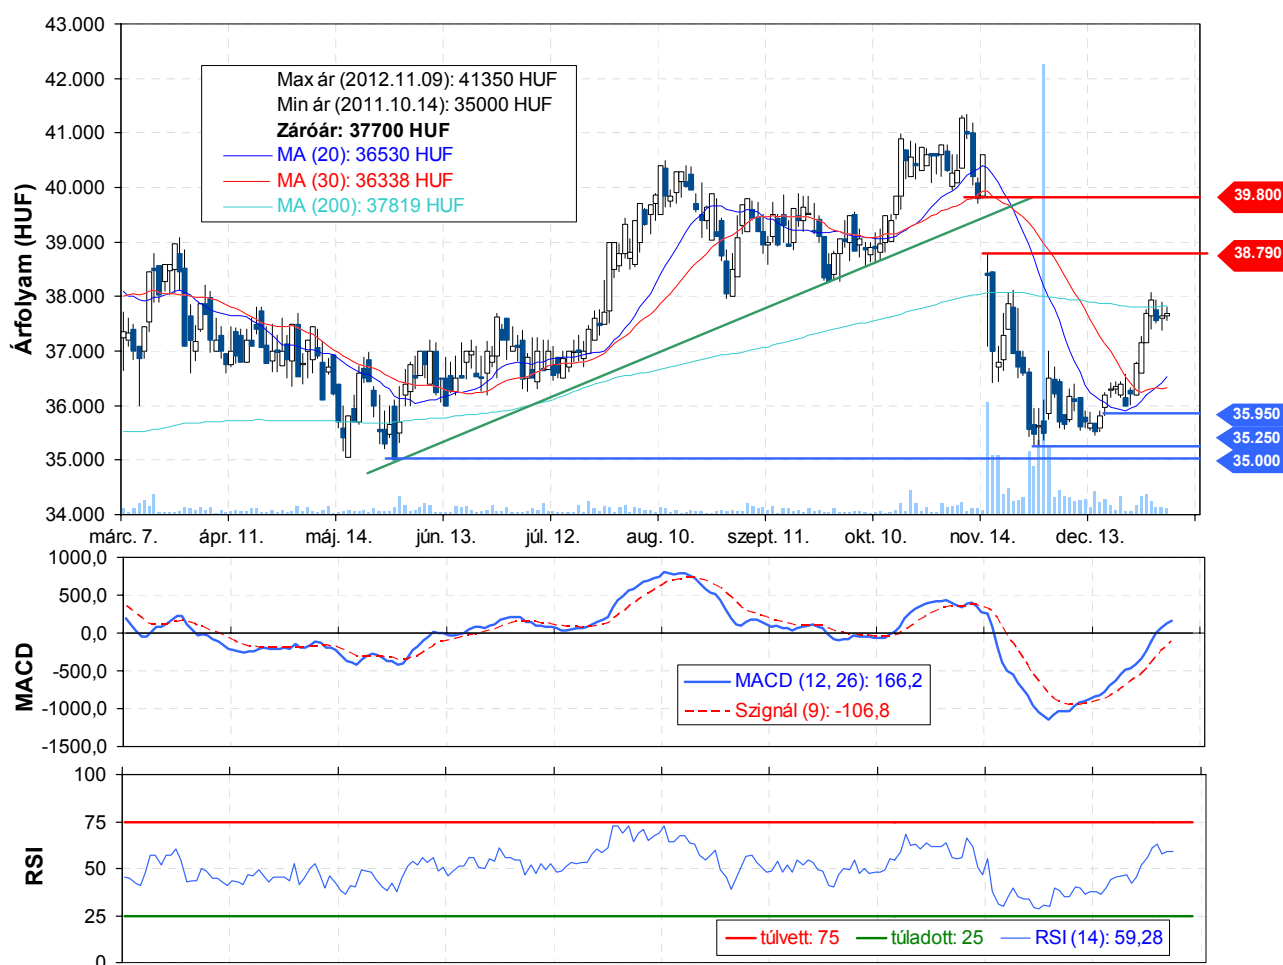 43.000
42.000
41.000
40.000
39.000
38.000
37.000
36.000
35.000
34.000
Árfolyam (HUF)
Max ár (2012.11.09): 41350 HUF
Min ár (2011.10.14): 35000 HUF
Záróár: 37700 HUF
MA (20): 36530 HUF
MA (30): 36338 HUF
MA (200): 37819 HUF
39.800
38.790
35.950
35.250
35.000
márc. 7. ápr. 11. máj. 14. jún. 13. júl. 12. aug. 10. szept. 11. okt. 10. nov. 14. dec. 13.
1000,0
500,0
0,0
-500,0
-1000,0
-1500,0
MACD
MACD (12, 26): 166,2
Szignál (9): -106,8
100
75
50
25
0
RSI
túlvett: 75 túladott: 25 RSI (14): 59,28